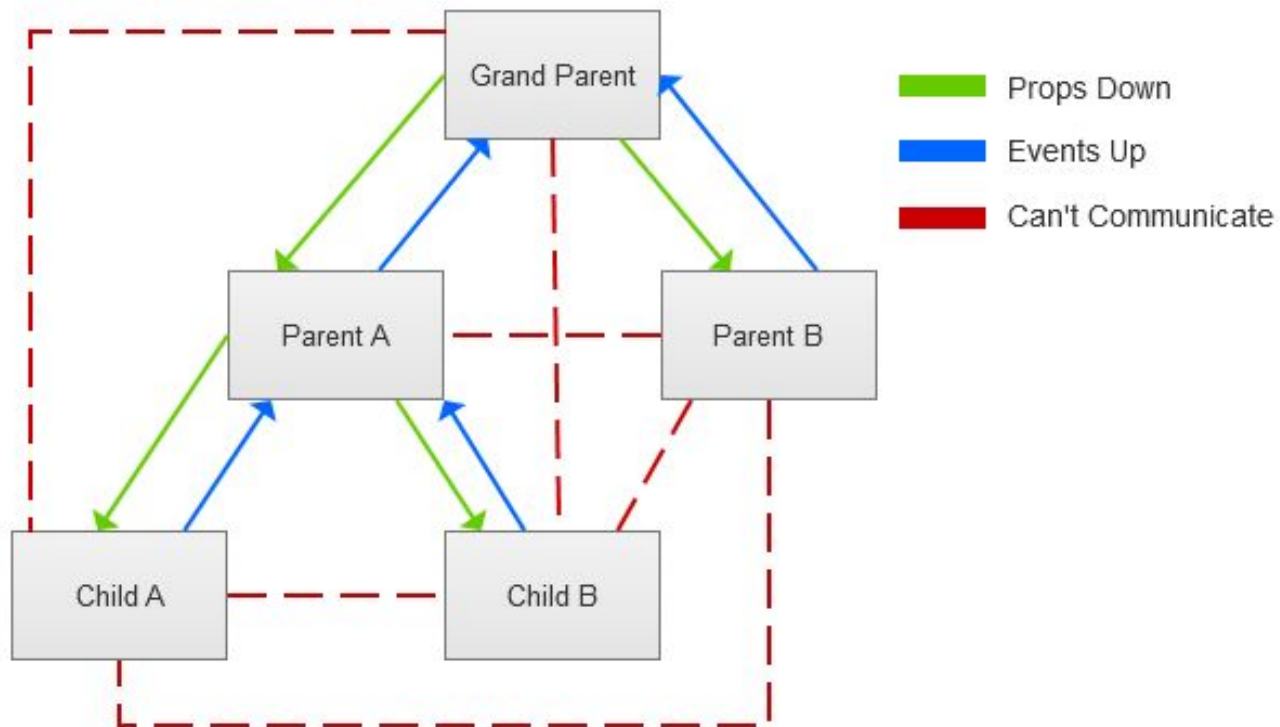 Grand Parent
Props Down
Events Up
Can't Communicate
Parent A
Parent B
Child A
Child B